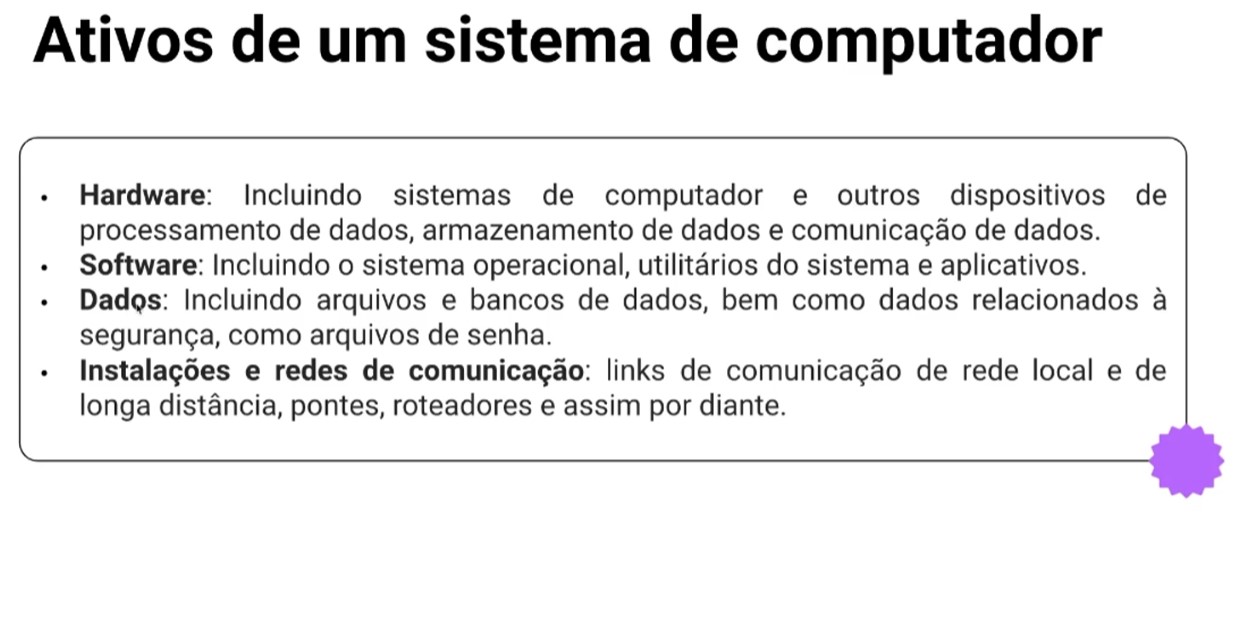 Ativos de um sistema de computador
• Hardware: Incluindo sistemas de computador e outros dispositivos de
processamento de dados, armazenamento de dados e comunicação de dados.
• Software: Incluindo o sistema operacional, utilitários do sistema e aplicativos.
• Dados: Incluindo arquivos e bancos de dados, bem como dados relacionados à
segurança, como arquivos de senha.
• Instalações e redes de comunicação: links de comunicação de rede local e de
longa distância, pontes, roteadores e assim por diante.